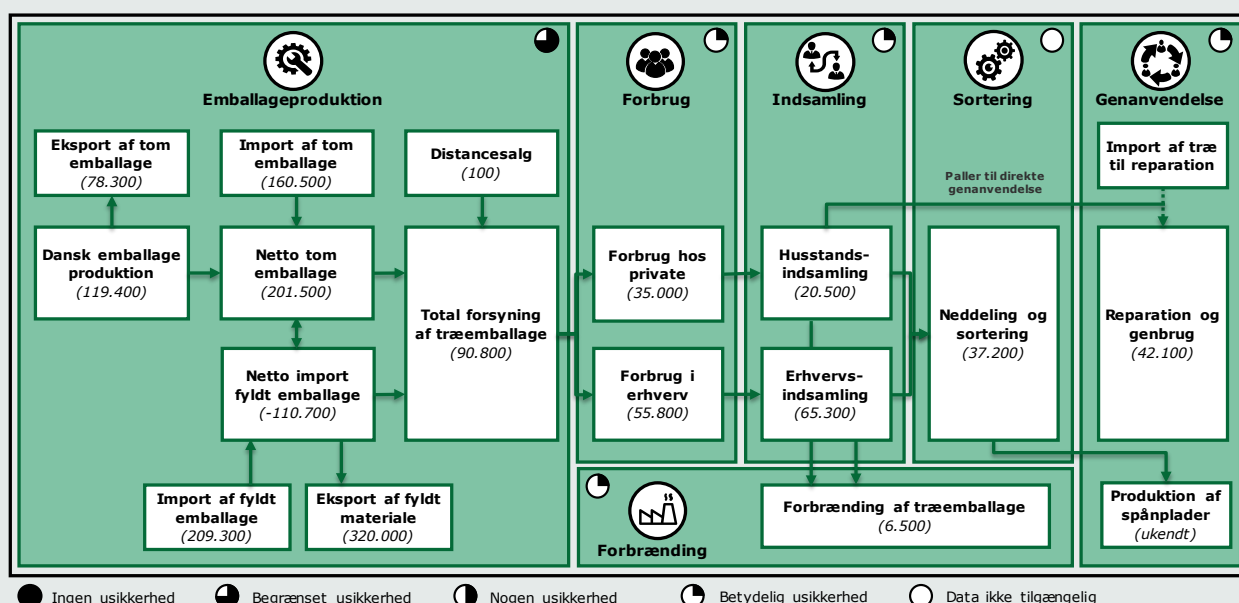 Emballageproduktion
Forbrug
Indsamling
Sortering
Genanvendelse
Eksport af tom
emballage
(78.300)
Import af tom
emballage
(160.500)
Distancesalg
(100)
Import af træ
til reparation
Paller til direkte
genanvendelse
Dansk emballage
produktion
(119.400)
Netto tom
emballage
(201.500)
Total forsyning
af træemballage
(90.800)
Forbrug hos
private
(35.000)
Husstands-
indsamling
(20.500)
Neddeling og
sortering
(37.200)
Reparation og
genbrug
(42.100)
Netto import
fyldt emballage
(-110.700)
Forbrug i
erhverv
(55.800)
Erhvervs-
indsamling
(65.300)
Import af fyldt
emballage
(209.300)
Eksport af fyldt
materiale
(320.000)
Forbrænding
Forbrænding af træemballage
(6.500)
Produktion af
spånplader
(ukendt)
Ingen usikkerhed
Begrænset usikkerhed
Nogen usikkerhed
Betydelig usikkerhed
Data ikke tilgængelig